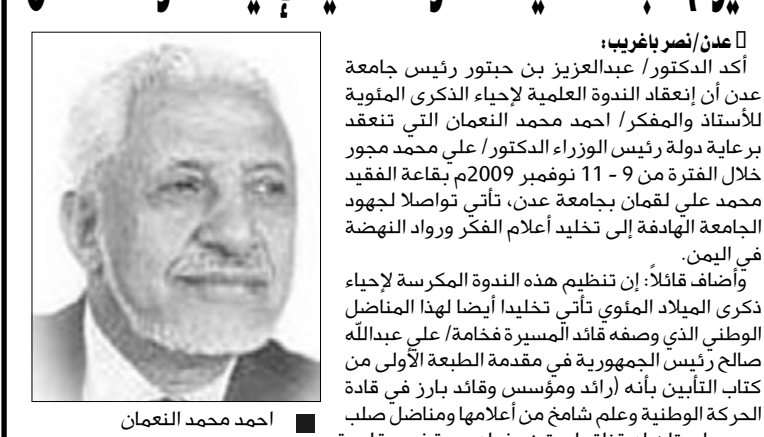 عدن/نصر باغريب:
أكد الدكتور/ عبدالعزيز بن حبتور رئيس جامعة
عدن أن إنعقاد الندوة العلمية لإحياء الذكرى المئوية
للأستاذ والمفكر/ احمد محمد النعمان التي تنعقد
برعاية دولة رئيس الوزراء الدكتور/ علي محمد مجور
خلال الفترة من 9 - 11 نوفمبر 2009م بقاعة الفقيد
محمد علي لقمان بجامعة عدن، تأتي تواصلا لجهود
الجامعة الهادفة إلى تخليد أعلام الفكر ورواد النهضة
في اليمن.
وأضاف قائلاً: إن تنظيم هذه الندوة المكرسة لإحياء
ذكرى الميلاد المئوي تأتي تخليدا أيضا لهذا المناضل
الوطني الذي وصفه قائد المسيرة فخامة/ علي عبدالله
صالح رئيس الجمهورية في مقدمة الطبعة الأولى من
كتاب التأبين بأنه (رائد ومؤسس وقائد بارز في قادة
الحركة الوطنية وعلم شامخ من أعلامها ومناضل صلب
احمد محمد النعمان